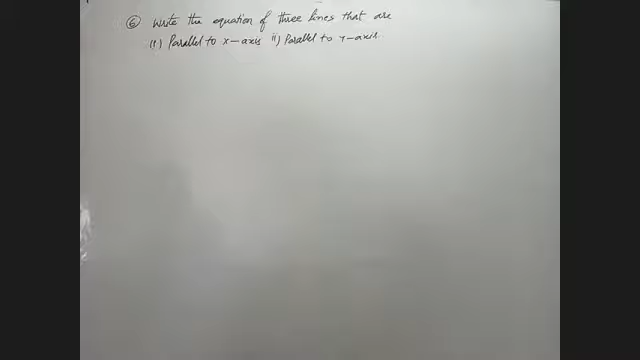 ⑥ Write the equation of three lines that are
(i) Parallel to x-axis ii) Parallel to y-axis.